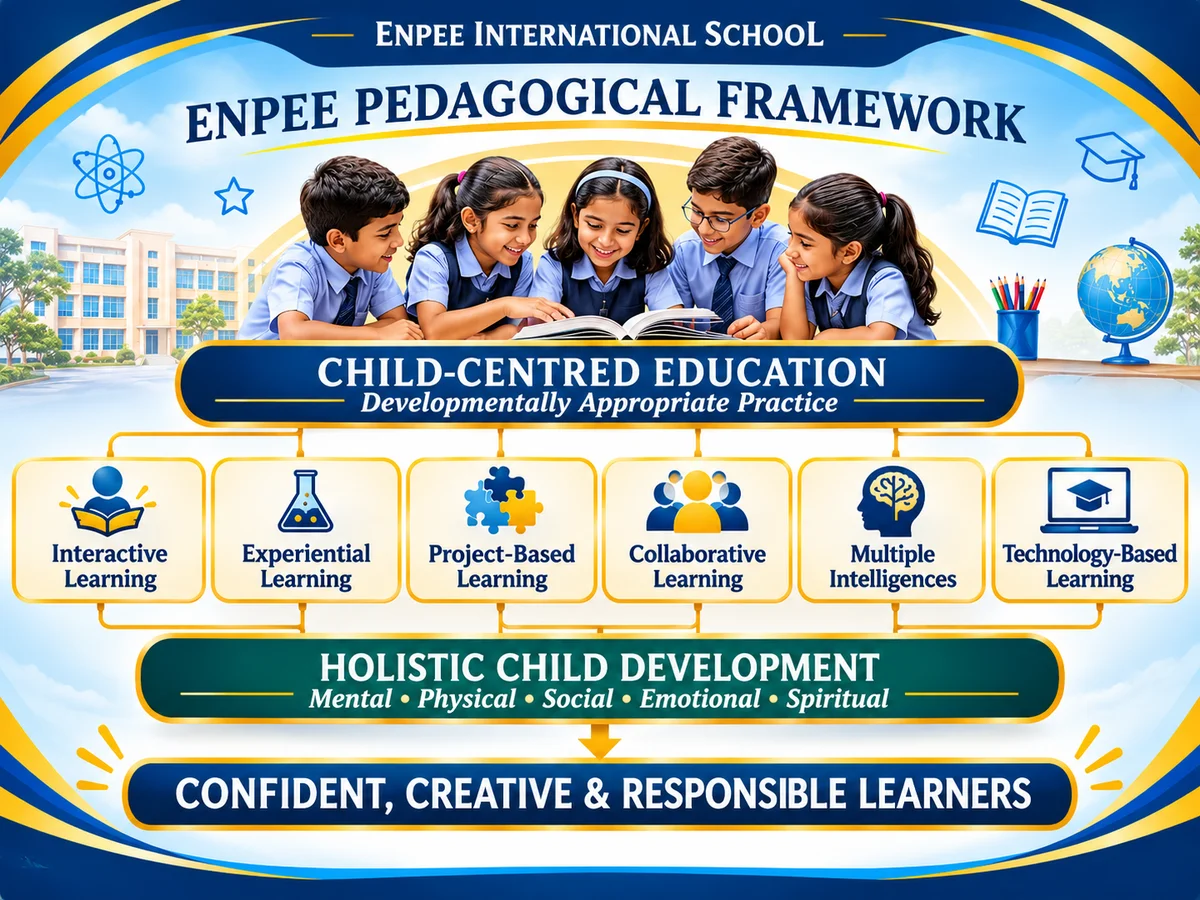 ENPEE INTERNATIONAL SCHOOL
ENPEE PEDAGOGICAL FRAMEWORK
CHILD-CENTRED EDUCATION
Developmentally Appropriate Practice
Interactive
Learning
Experiential
Learning
Project-Based
Learning
Collaborative
Learning
Multiple
Intelligences
Technology-Based
Learning
HOLISTIC CHILD DEVELOPMENT
Mental • Physical • Social • Emotional • Spiritual
CONFIDENT, CREATIVE & RESPONSIBLE LEARNERS